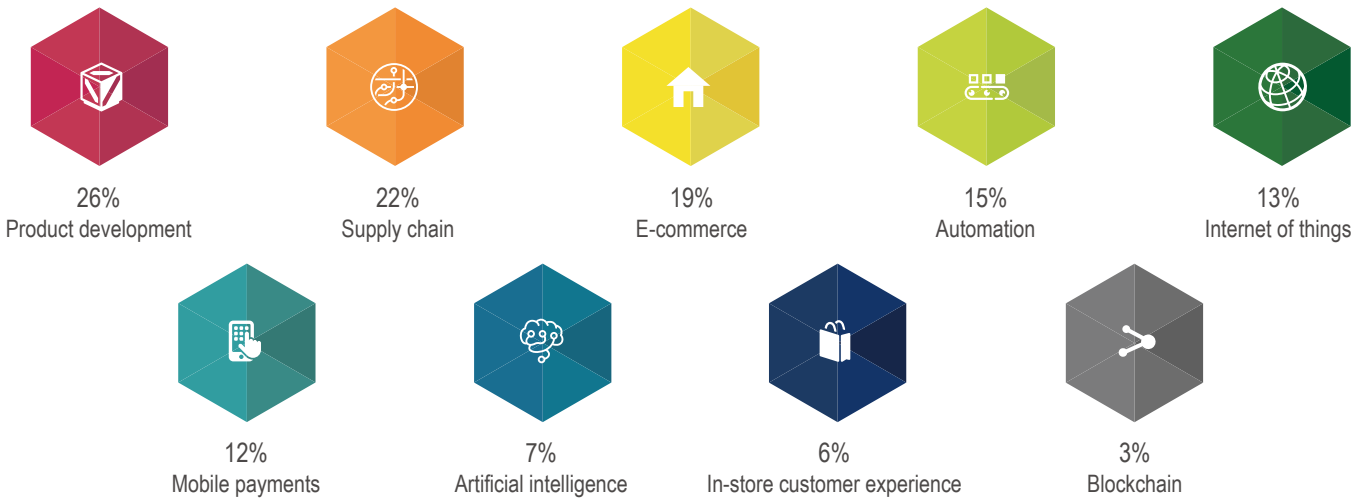 26%
Product development
22%
Supply chain
19%
E-commerce
15%
Automation
13%
Internet of things
12%
Mobile payments
7%
Artificial intelligence
6%
In-store customer experience
3%
Blockchain